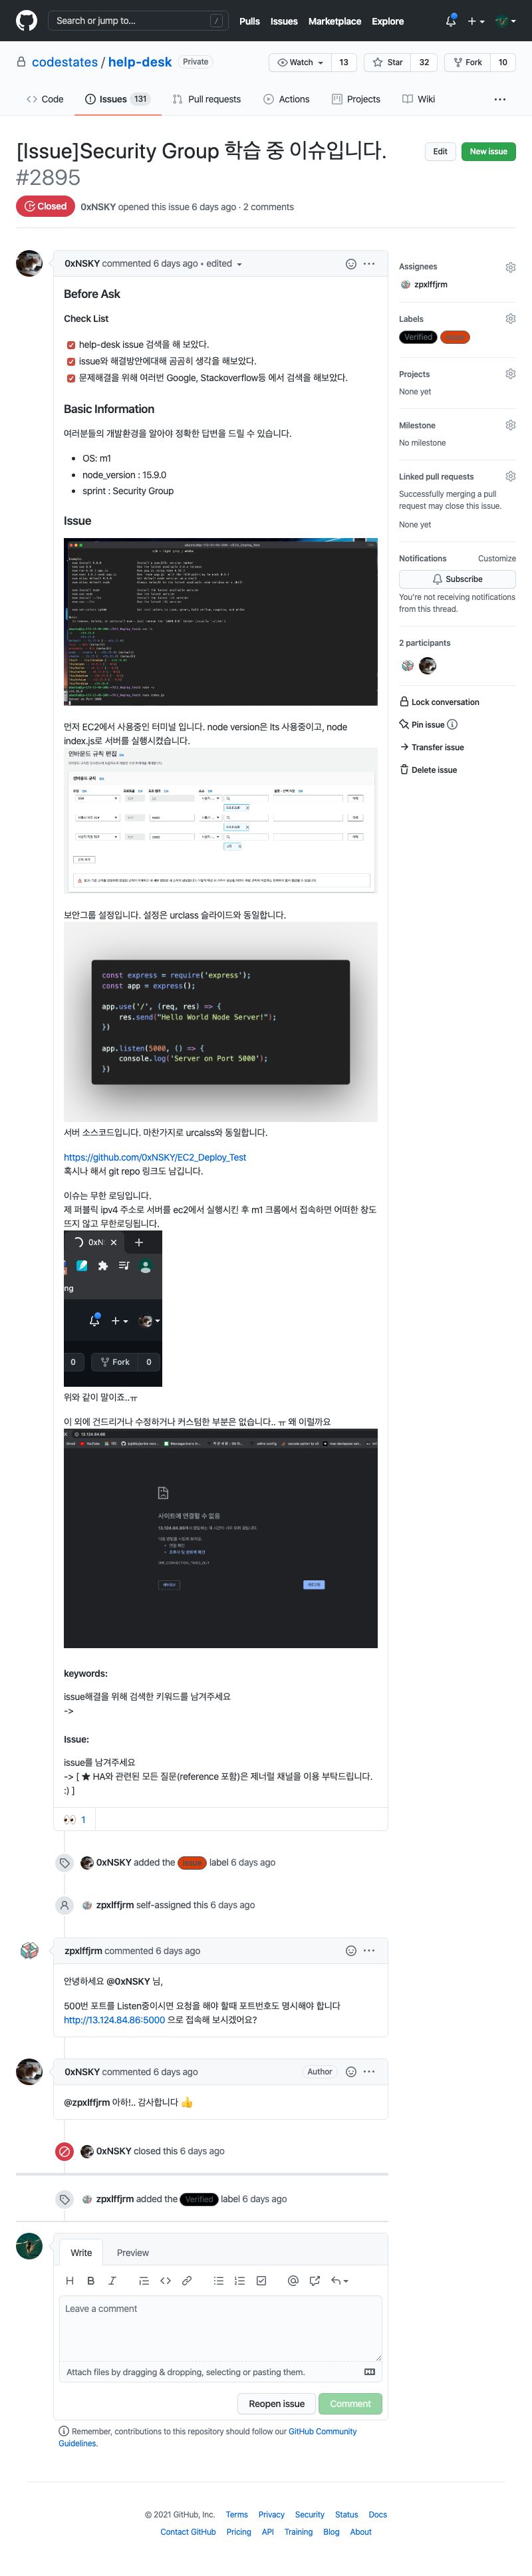 Search or jump to...
/
Pulls Issues Marketplace Explore
codestates / help-desk Private
Watch 13 Star 32 Fork 10
Code Issues 131 Pull requests Actions Projects Wiki
[Issue]Security Group 학습 중 이슈입니다.
#2895
Edit New issue
Closed 0xNSKY opened this issue 6 days ago · 2 comments
0xNSKY commented 6 days ago • edited
Before Ask
Check List
help-desk issue 검색을 해 보았다.
issue와 해결방안에대해 곰곰히 생각을 해보았다.
문제해결을 위해 여러번 Google, Stackoverflow등 에서 검색을 해보았다.
Basic Information
여러분들의 개발환경을 알아야 정확한 답변을 드릴 수 있습니다.
OS: m1
node_version : 15.9.0
sprint : Security Group
Issue
먼저 EC2에서 사용중인 터미널 입니다. node version은 lts 사용중이고, node
index.js로 서버를 실행시켰습니다.
인바운드 규칙 편집
보안그룹 설정입니다. 설정은 urclass 슬라이드와 동일합니다.
const express = require('express');
const app = express();
app.use('/', (req, res) => {
res.send("Hello World Node Server!");
})
app.listen(5000, () => {
console.log('Server on Port 5000');
})
서버 소스코드입니다. 마찬가지로 urcalss와 동일합니다.
https://github.com/0xNSKY/EC2_Deploy_Test
혹시나 해서 git repo 링크도 남깁니다.
이슈는 무한 로딩입니다.
제 퍼블릭 ipv4 주소로 서버를 ec2에서 실행시킨 후 m1 크롬에서 접속하면 어떠한 창도
뜨지 않고 무한로딩됩니다.
0xN
ng
0 Fork 0
위와 같이 말이죠..ㅠ
이 외에 건드리거나 수정하거나 커스텀한 부분은 없습니다.. ㅠ 왜 이럴까요
13.124.84.86
사이트에 연결할 수 없음
keywords:
issue해결을 위해 검색한 키워드를 남겨주세요
->
Issue:
issue를 남겨주세요
-> [ ★ HA와 관련된 모든 질문(reference 포함)은 제너럴 채널을 이용 부탁드립니다.
:) ]
👀 1
0xNSKY added the issue label 6 days ago
zpxlffjrm self-assigned this 6 days ago
zpxlffjrm commented 6 days ago
안녕하세요 @0xNSKY 님,
500번 포트를 Listen중이시면 요청을 해야 할때 포트번호도 명시해야 합니다
http://13.124.84.86:5000 으로 접속해 보시겠어요?
0xNSKY commented 6 days ago Author
@zpxlffjrm 아하!.. 감사합니다 👍
0xNSKY closed this 6 days ago
zpxlffjrm added the Verified label 6 days ago
Write Preview
Leave a comment
Attach files by dragging & dropping, selecting or pasting them.
Reopen issue Comment
Remember, contributions to this repository should follow our GitHub Community
Guidelines.
Assignees
zpxlffjrm
Labels
Verified issue
Projects
None yet
Milestone
No milestone
Linked pull requests
Successfully merging a pull
request may close this issue.
None yet
Notifications Customize
Subscribe
You're not receiving notifications
from this thread.
2 participants
Lock conversation
Pin issue
Transfer issue
Delete issue
© 2021 GitHub, Inc. Terms Privacy Security Status Docs
Contact GitHub Pricing API Training Blog About